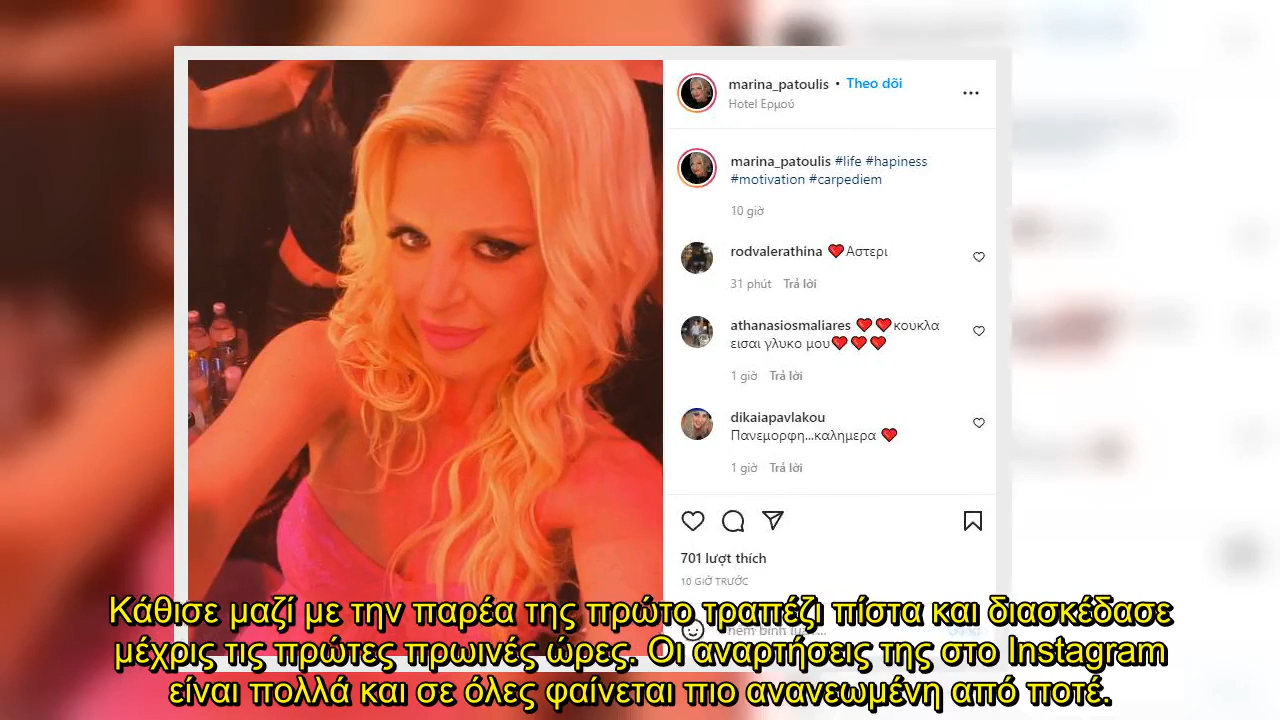 marina_patoulis • Theo dõi
Hotel Ερμού
marina_patoulis #life #hapiness
#motivation #carpediem
10 giờ
rodvalerathina ❤️Αστερι
31 phút Trả lời
athanasiosmaliares ❤️❤️κουκλα
εισαι γλυκο μου❤️❤️❤️
1 giờ Trả lời
dikaiapavlakou
Πανεμορφη...καλημερα ❤️
1 giờ Trả lời
701 lượt thích
10 GIỜ TRƯỚC
Κάθισε μαζί με την παρέα της πρώτο τραπέζι πίστα και διασκέδασε
μέχρις τις πρώτες πρωινές ώρες. Οι αναρτήσεις της στο Instagram
είναι πολλά και σε όλες φαίνεται πιο ανανεωμένη από ποτέ.